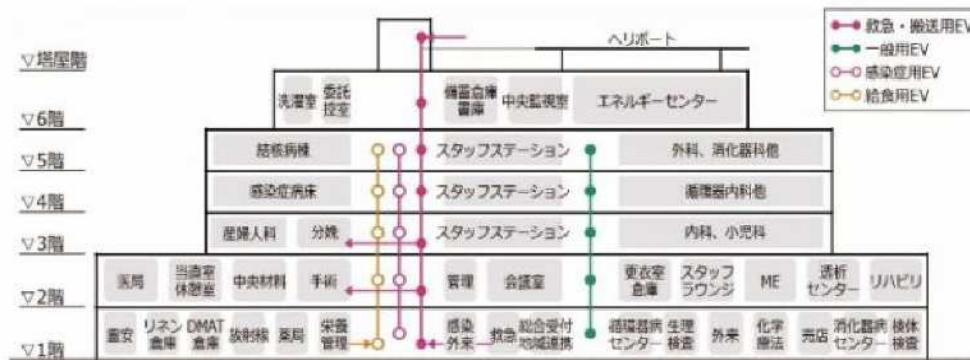 救急・搬送用EV
一般用EV
感染症用EV
給食用EV
ヘリポート
▽塔屋階
洗濯室
委託控室
備蓄倉庫
書庫
中央監視室
エネルギーセンター
▽6階
結核病棟
スタッフステーション
外科、消化器科他
▽5階
感染症病床
スタッフステーション
循環器内科他
▽4階
産婦人科
分娩
スタッフステーション
内科、小児科
▽3階
医局
当直室
休憩室
中央材料
手術
管理
会議室
更衣室
倉庫
スタッフ
ラウンジ
ME
透析
センター
リハビリ
▽2階
霊安
リネン
倉庫
DMAT
倉庫
放射線
薬局
栄養
管理
感染
外来
救急
総合受付
地域連携
循環器病
センター
生理
検査
外来
化学
療法
売店
消化器病
センター
検体
検査
▽1階